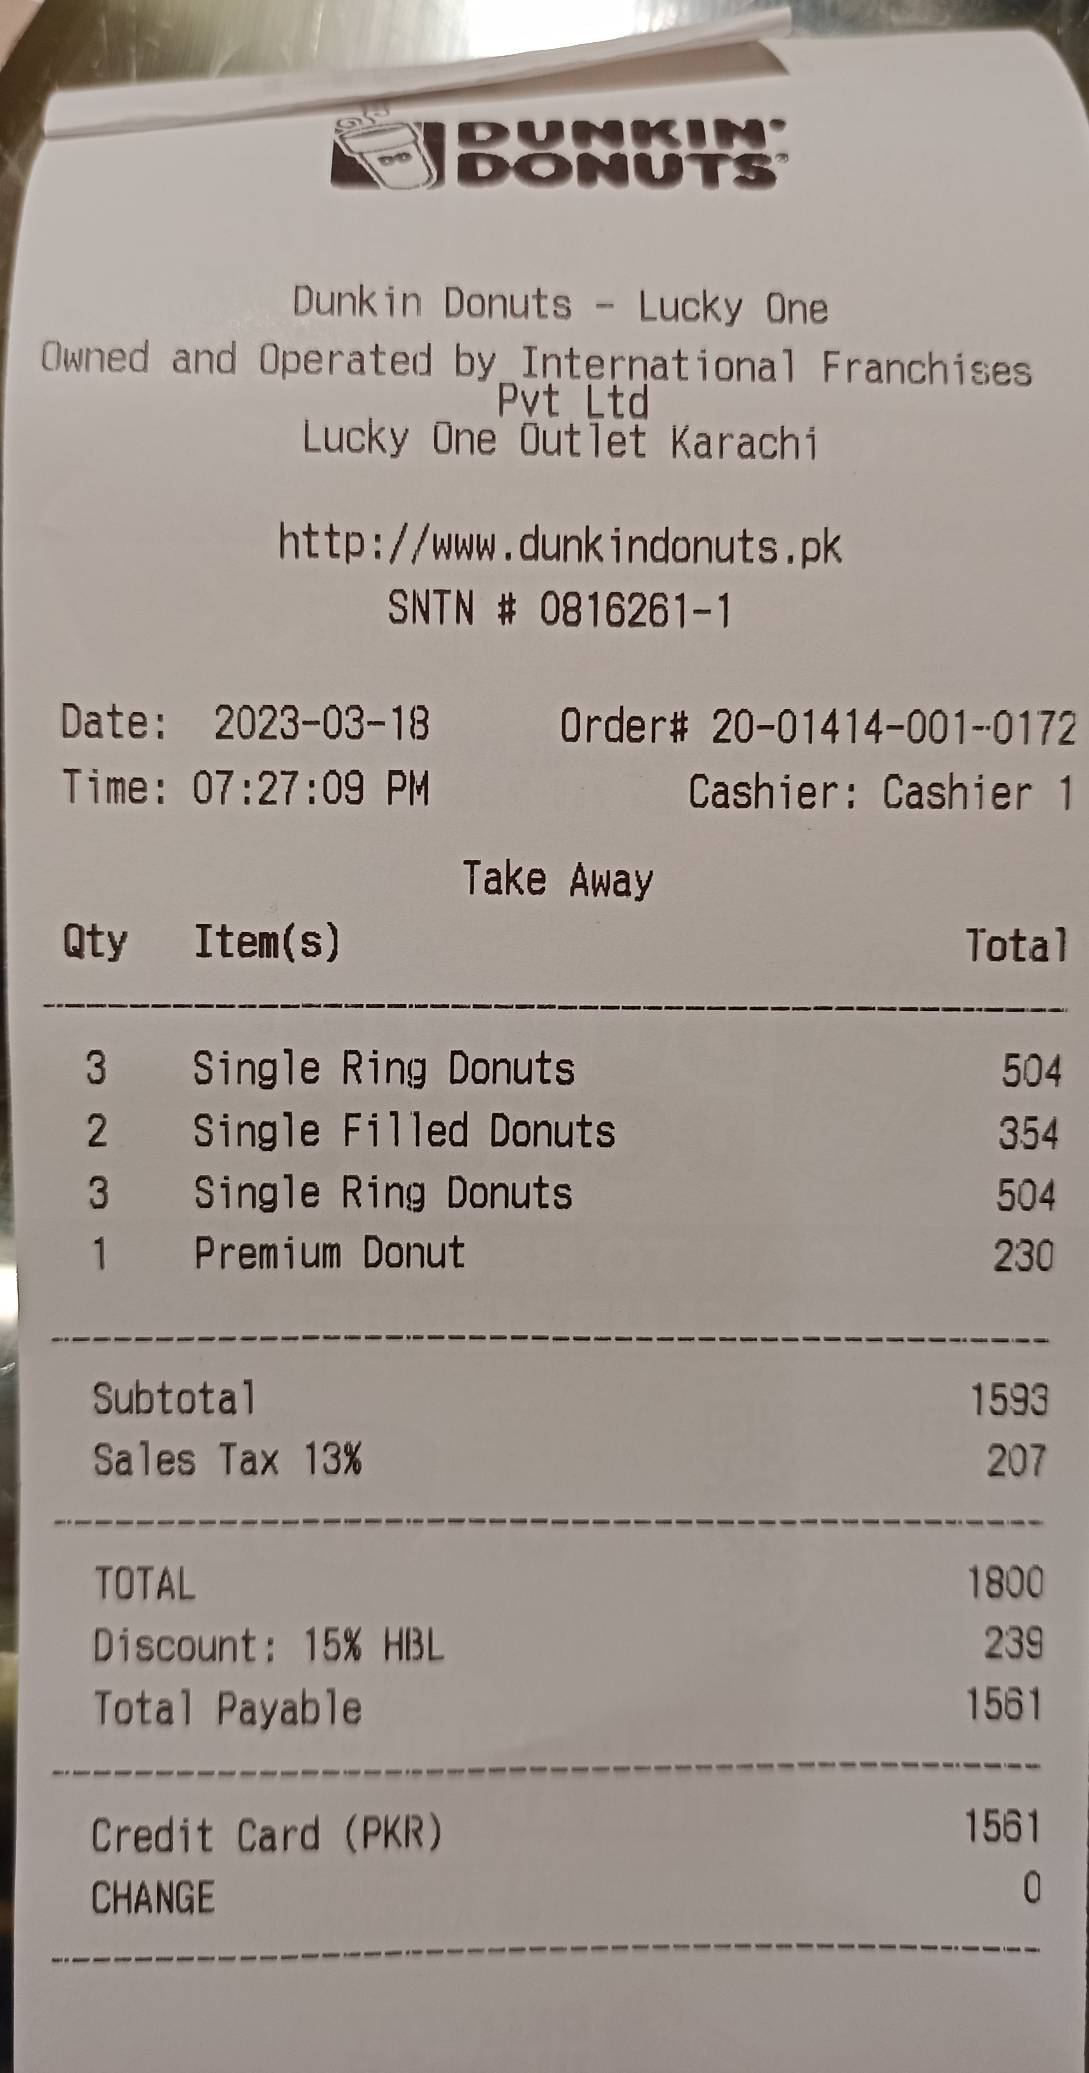 DUNKIN'
DONUTS
Dunkin Donuts - Lucky One
Owned and Operated by International Franchises
Pvt Ltd
Lucky One Outlet Karachi
http://www.dunkindonuts.pk
SNTN # 0816261-1
Date: 2023-03-18 Order# 20-01414-001-0172
Time: 07:27:09 PM Cashier: Cashier 1
Take Away
Qty Item(s) Total
3 Single Ring Donuts 504
2 Single Filled Donuts 354
3 Single Ring Donuts 504
1 Premium Donut 230
Subtotal 1593
Sales Tax 13% 207
TOTAL 1800
Discount: 15% HBL 239
Total Payable 1561
Credit Card (PKR) 1561
CHANGE 0